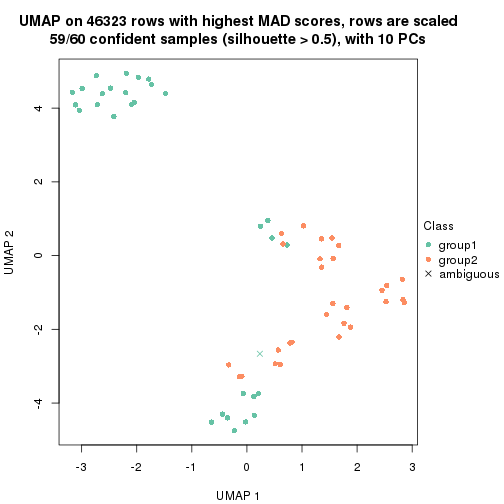 UMAP on 46323 rows with highest MAD scores, rows are scaled
59/60 confident samples (silhouette > 0.5), with 10 PCs
UMAP 2
4
2
0
-2
-4
-3
-2
-1
0
1
2
3
UMAP 1
Class
group1
group2
ambiguous